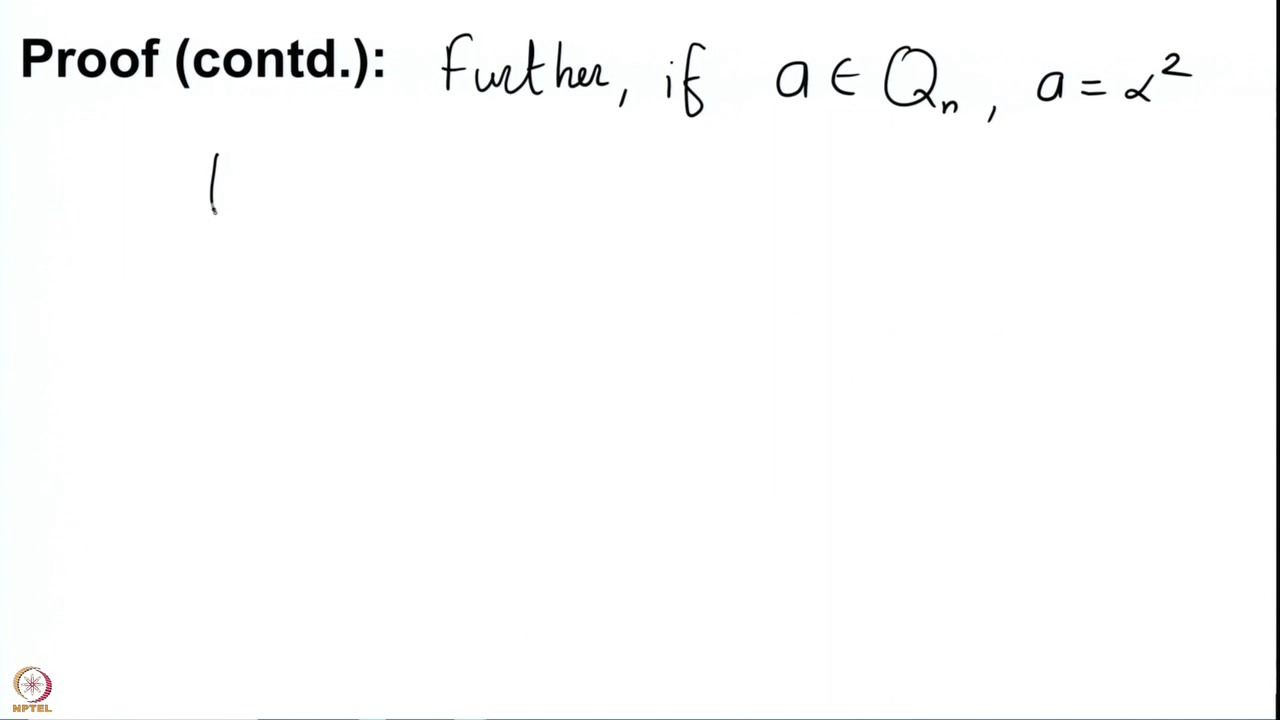 Proof (contd.): Further, if a ∈ Qₙ, a = α²
NPTEL